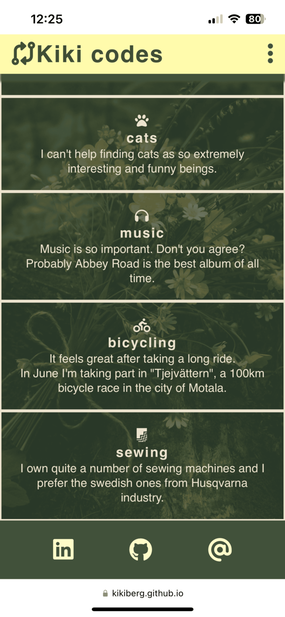 12:25
80
Kiki codes
cats
I can't help finding cats as so extremely
interesting and funny beings.
music
Music is so important. Don't you agree?
Probably Abbey Road is the best album of all
time.
bicycling
It feels great after taking a long ride.
In June I'm taking part in "Tjejvättern", a 100km
bicycle race in the city of Motala.
sewing
I own quite a number of sewing machines and I
prefer the swedish ones from Husqvarna
industry.
in
@
kikiberg.github.io